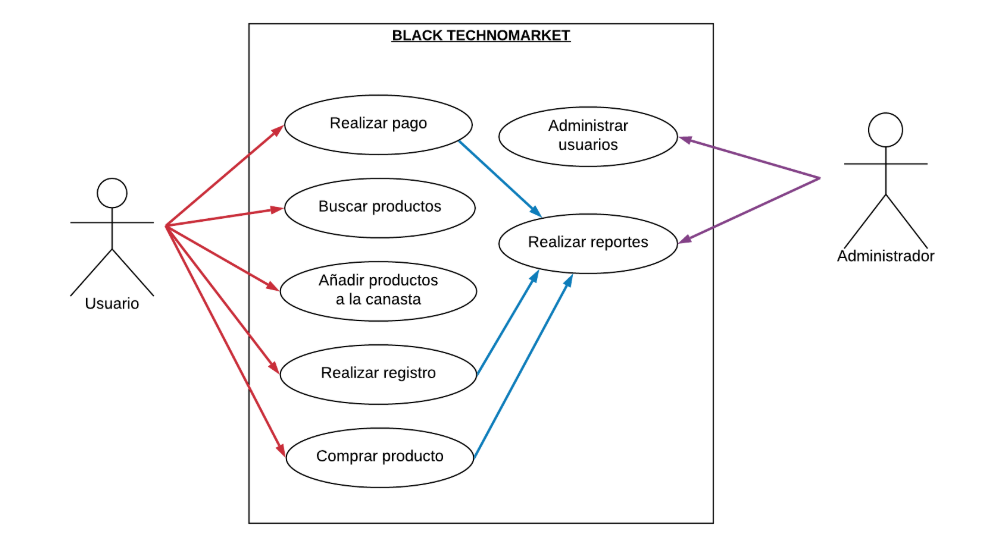 BLACK TECHNOMARKET
Realizar pago
Buscar productos
Añadir productos
a la canasta
Realizar registro
Comprar producto
Administrar
usuarios
Realizar reportes
Usuario
Administrador